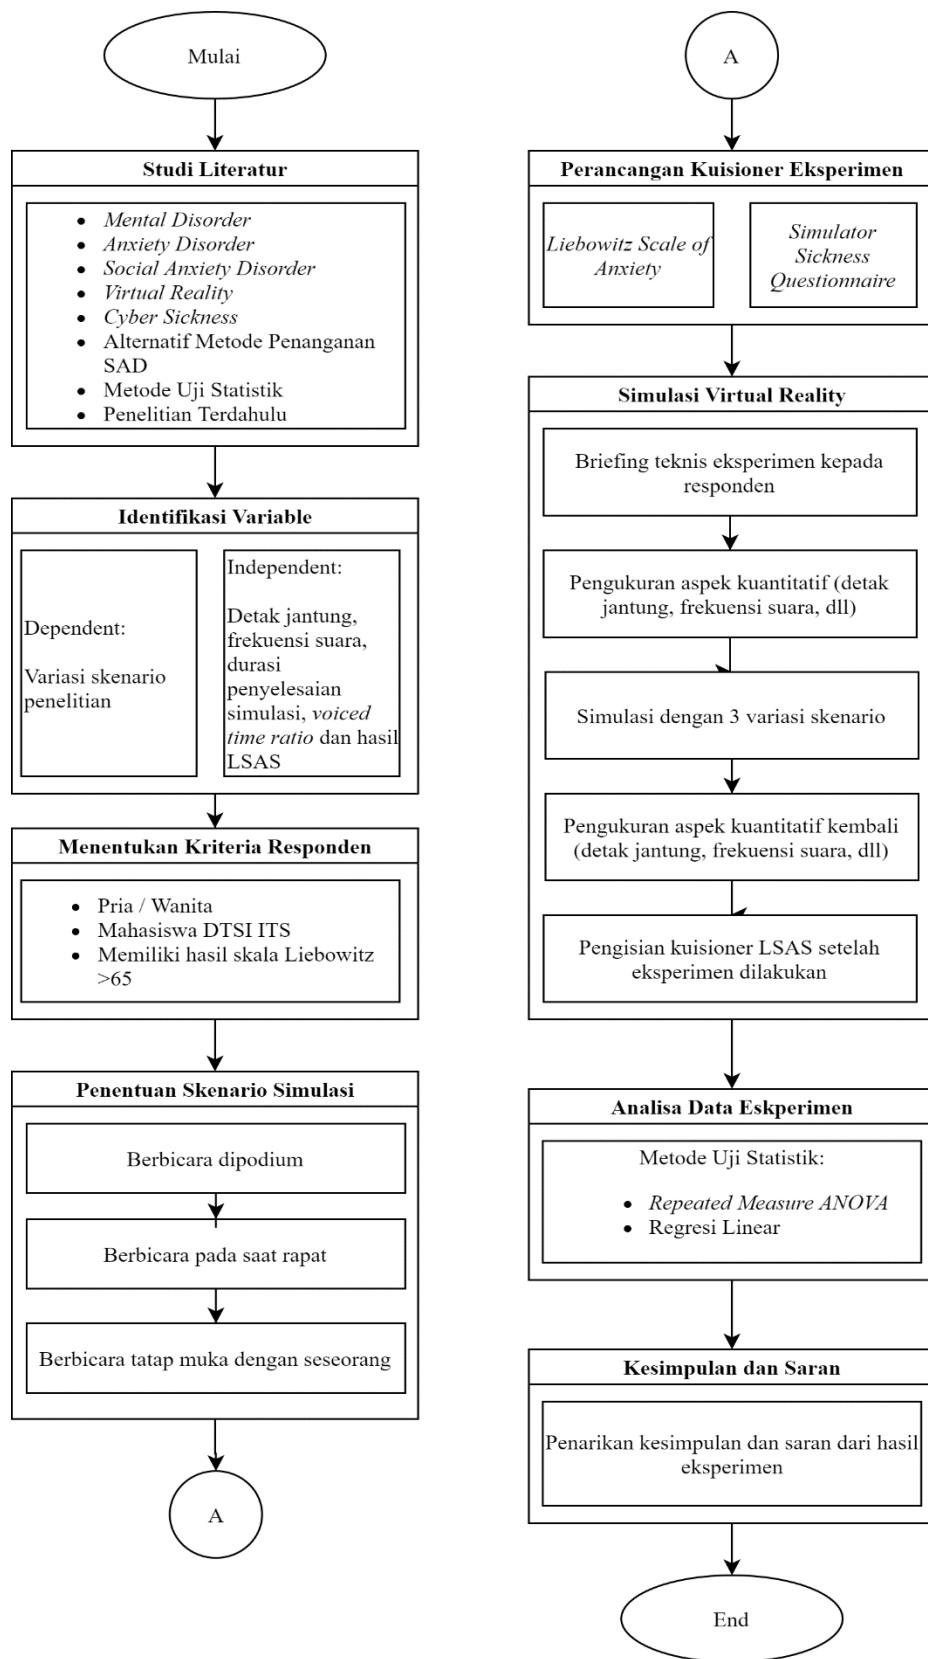 Mulai
Studi Literatur
Mental Disorder
Anxiety Disorder
Social Anxiety Disorder
Virtual Reality
Cyber Sickness
Alternatif Metode Penanganan
SAD
Metode Uji Statistik
Penelitian Terdahulu
Identifikasi Variable
Dependent:
Variasi skenario
penelitian
Independent:
Detak jantung,
frekuensi suara,
durasi
penyelesaian
simulasi, voiced
time ratio dan hasil
LSAS
Menentukan Kriteria Responden
Pria / Wanita
Mahasiswa DTSI ITS
Memiliki hasil skala Liebowitz
>65
Penentuan Skenario Simulasi
Berbicara dipodium
Berbicara pada saat rapat
Berbicara tatap muka dengan seseorang
A
A
Perancangan Kuisioner Eksperimen
Liebowitz Scale of
Anxiety
Simulator
Sickness
Questionnaire
Simulasi Virtual Reality
Briefing teknis eksperimen kepada
responden
Pengukuran aspek kuantitatif (detak
jantung, frekuensi suara, dll)
Simulasi dengan 3 variasi skenario
Pengukuran aspek kuantitatif kembali
(detak jantung, frekuensi suara, dll)
Pengisian kuisioner LSAS setelah
eksperimen dilakukan
Analisa Data Eskperimen
Metode Uji Statistik:
Repeated Measure ANOVA
Regresi Linear
Kesimpulan dan Saran
Penarikan kesimpulan dan saran dari hasil
eksperimen
End